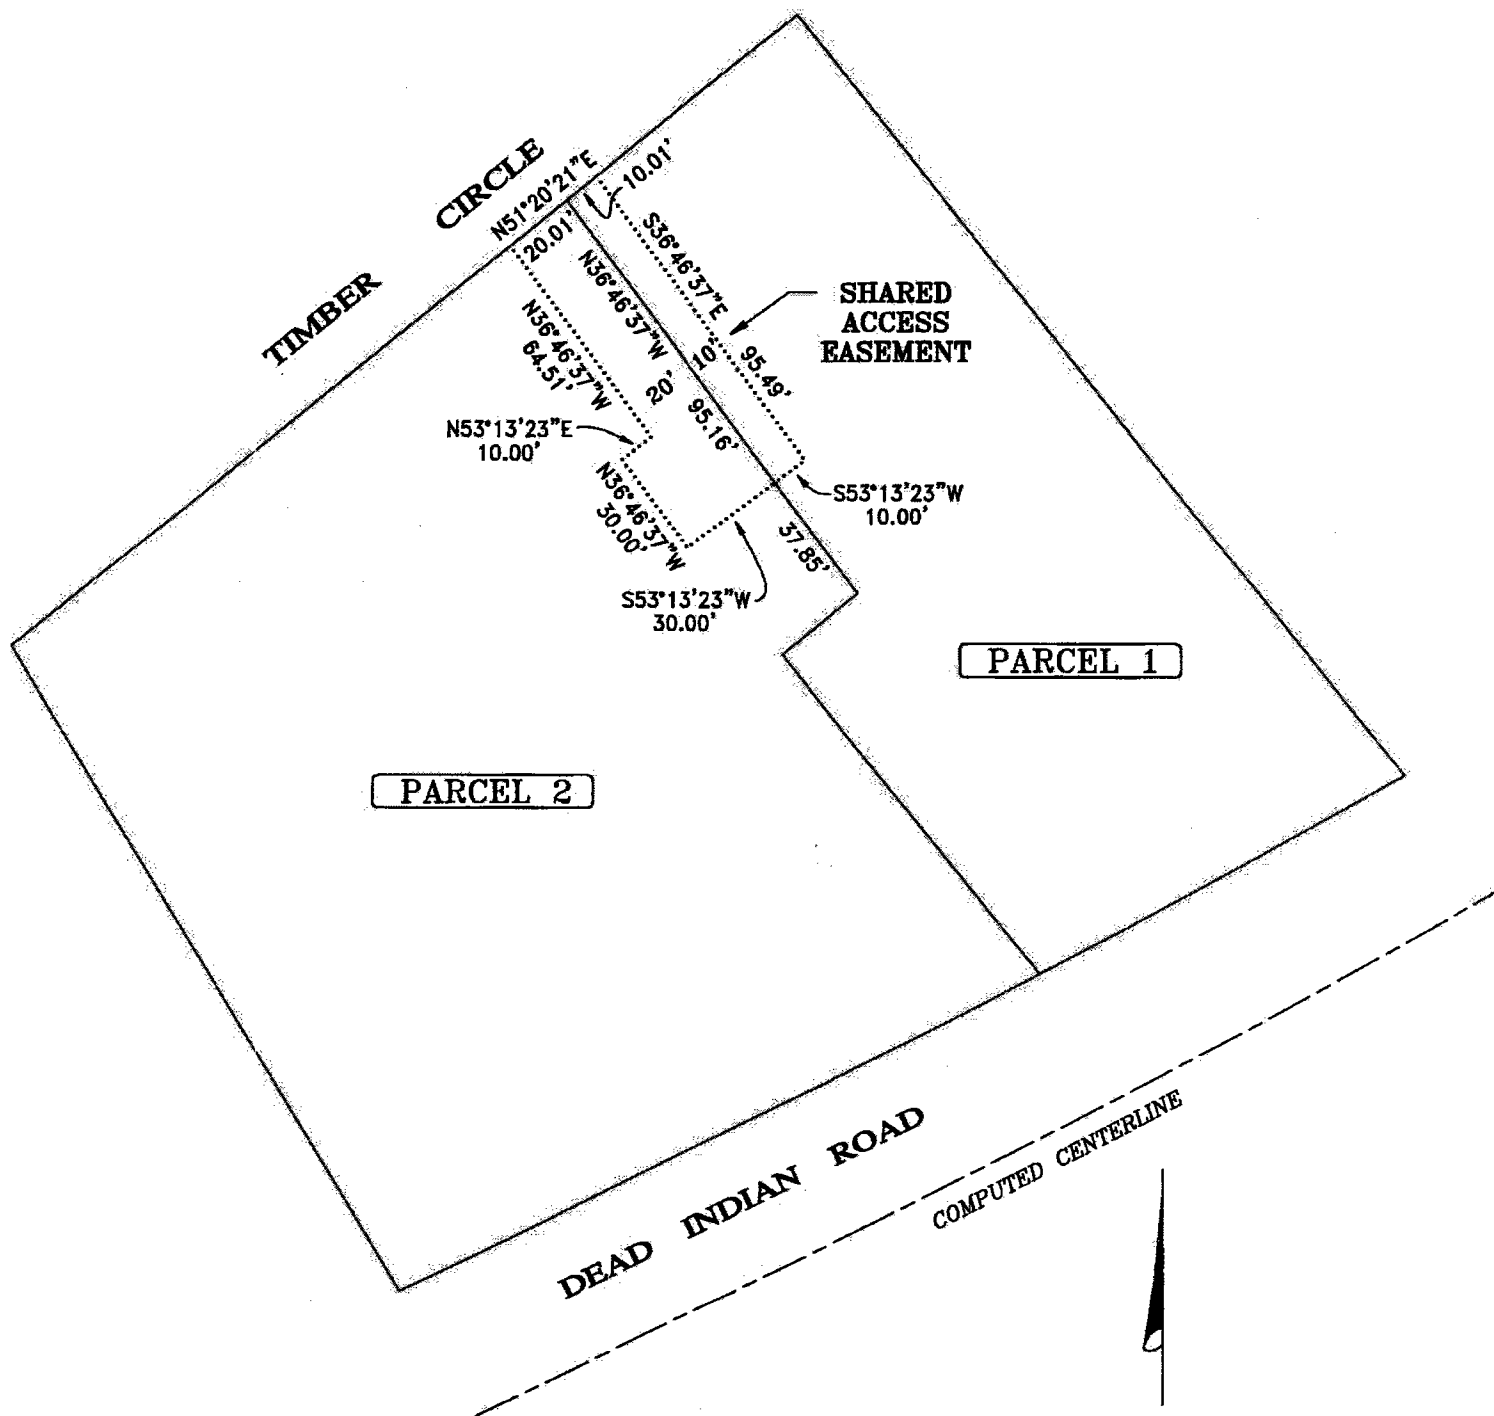 TIMBER CIRCLE
N51°20'21"E
20.01'
10.01'
S36°46'37"E
95.49'
N36°46'37"W
95.16'
10'
20'
SHARED
ACCESS
EASEMENT
N36°46'37"W
64.51'
N53°13'23"E
10.00'
N36°46'37"W
30.00'
S53°13'23"W
10.00'
37.85'
S53°13'23"W
30.00'
PARCEL 1
PARCEL 2
DEAD INDIAN ROAD
COMPUTED CENTERLINE